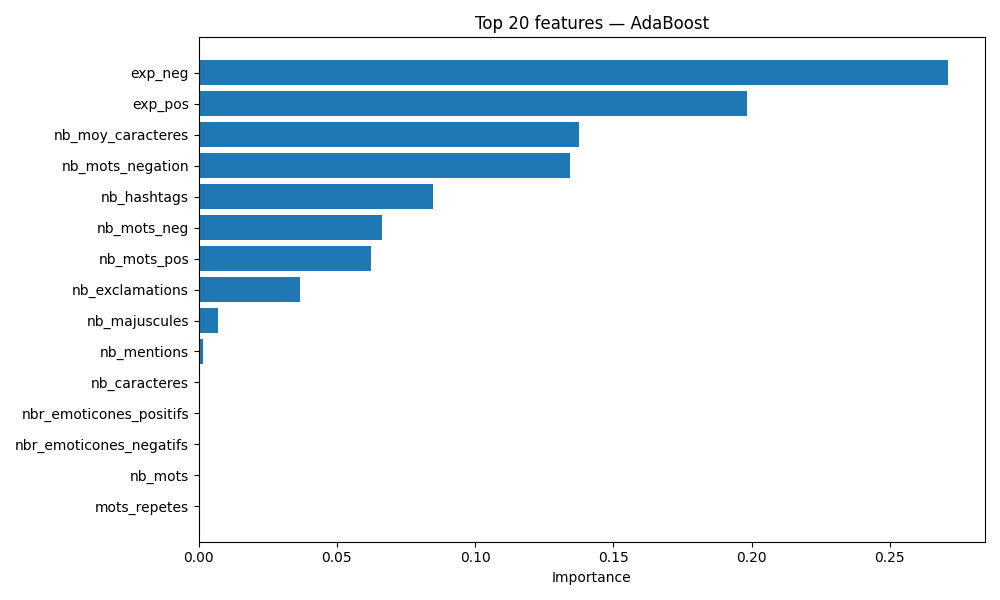 Top 20 features — AdaBoost
exp_neg
exp_pos
nb_moy_caracteres
nb_mots_negation
nb_hashtags
nb_mots_neg
nb_mots_pos
nb_exclamations
nb_majuscules
nb_mentions
nb_caracteres
nbr_emoticones_positifs
nbr_emoticones_negatifs
nb_mots
mots_repetes
0.00 0.05 0.10 0.15 0.20 0.25
Importance